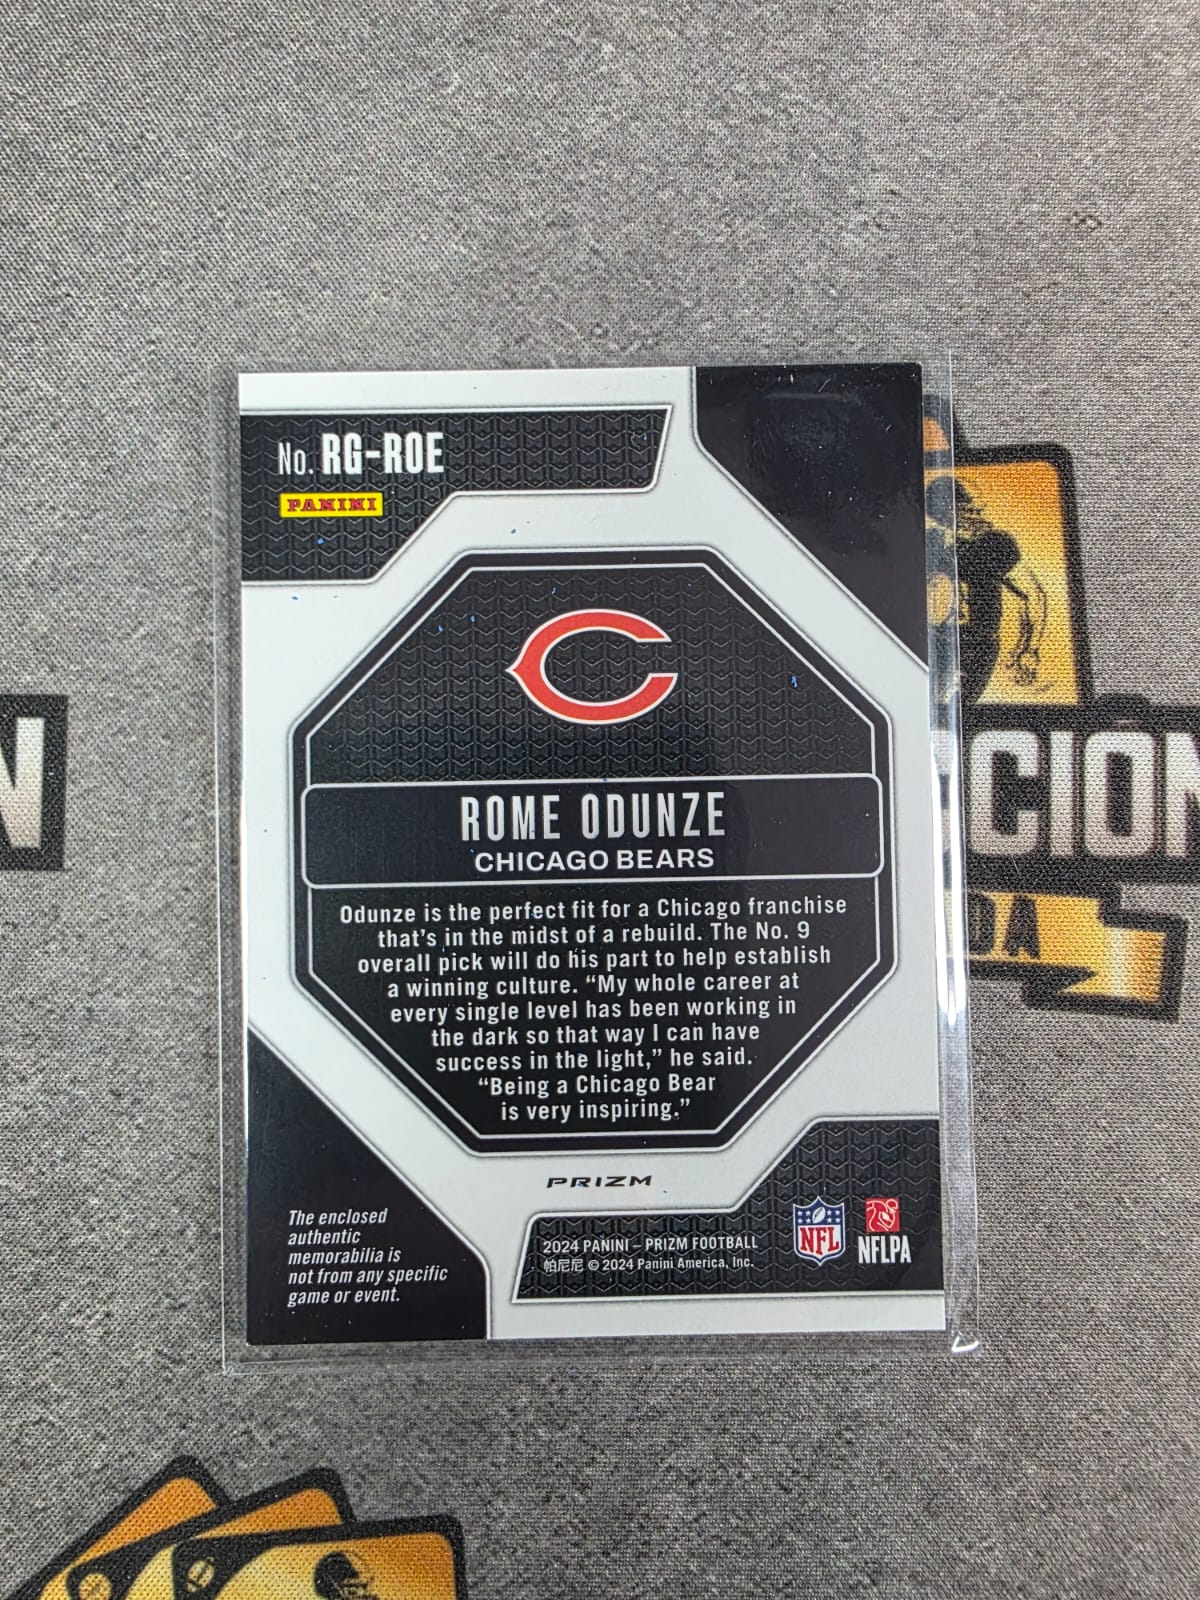 No. RG-ROE
PANINI
ROME ODUNZE
CHICAGO BEARS
Odunze is the perfect fit for a Chicago franchise
that's in the midst of a rebuild. The No. 9
overall pick will do his part to help establish
a winning culture. “My whole career at
every single level has been working in
the dark so that way I can have
success in the light,” he said.
“Being a Chicago Bear
is very inspiring.”
PRIZM
The enclosed
authentic
memorabilia is
not from any specific
game or event.
2024 PANINI – PRIZM FOOTBALL
帕尼尼 © 2024 Panini America, Inc.
NFL
NFLPA
N
CCION
DA